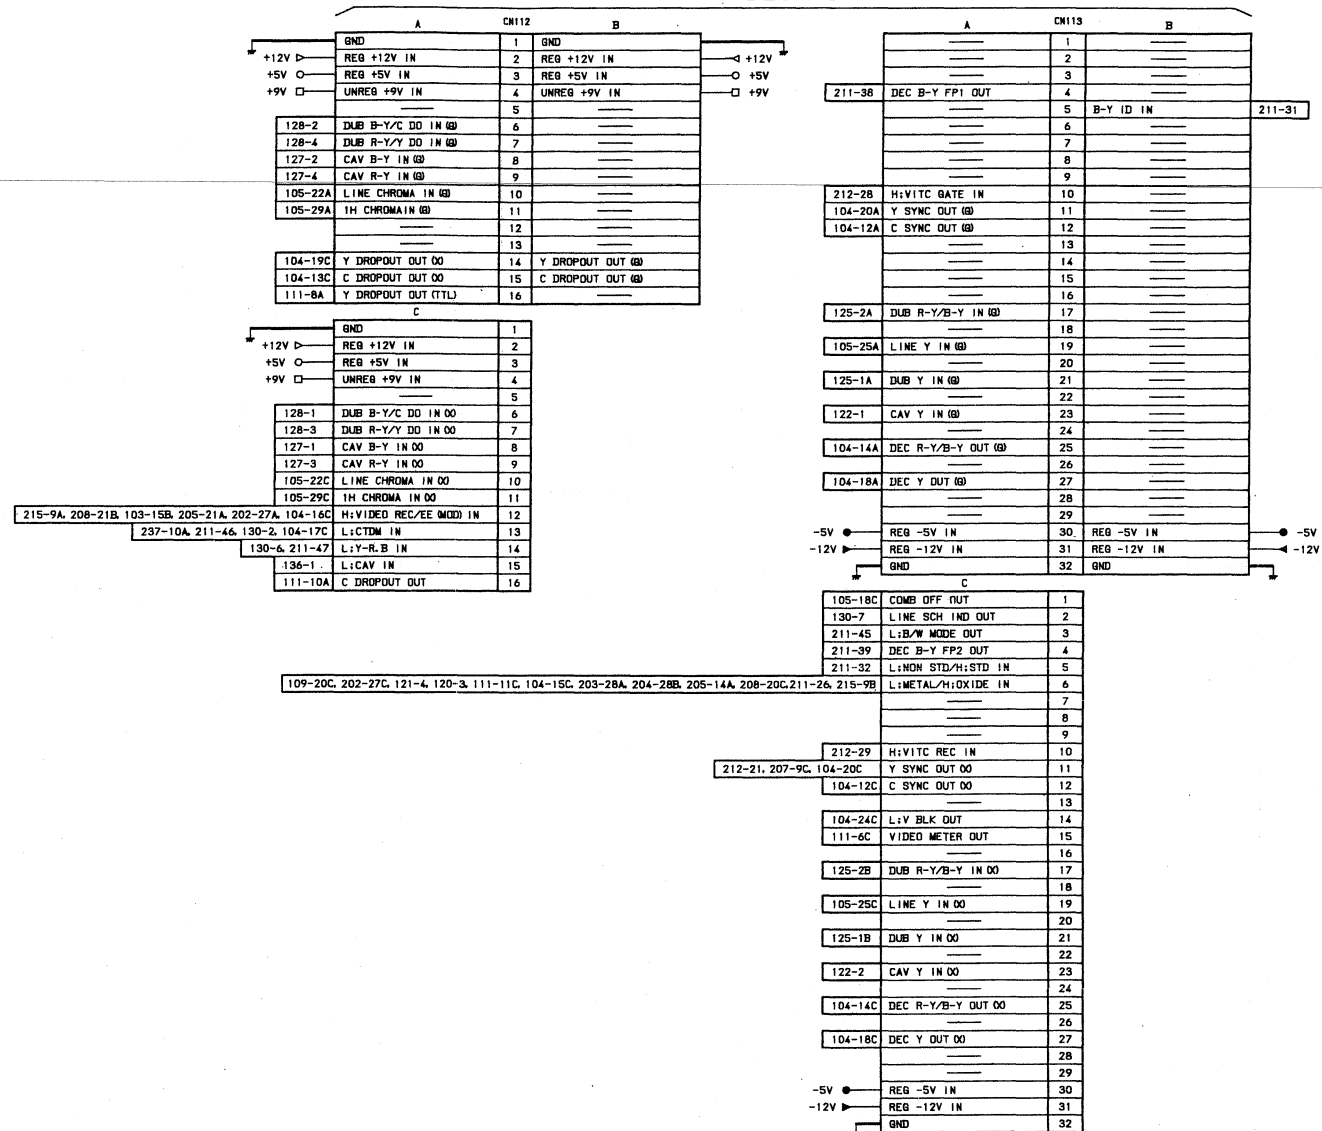 A CN112 B
GND 1 GND
+12V REG +12V IN 2 REG +12V IN +12V
+5V REG +5V IN 3 REG +5V IN +5V
+9V UNREG +9V IN 4 UNREG +9V IN +9V
5
128-2 DUB B-Y/C DO IN (G) 6
128-4 DUB R-Y/Y DO IN (G) 7
127-2 CAV B-Y IN (G) 8
127-4 CAV R-Y IN (G) 9
105-22A LINE CHROMA IN (G) 10
105-29A 1H CHROMAIN (G) 11
12
13
104-19C Y DROPOUT OUT (X) 14 Y DROPOUT OUT (G)
104-13C C DROPOUT OUT (X) 15 C DROPOUT OUT (G)
111-8A Y DROPOUT OUT (TTL) 16
C
GND 1
+12V REG +12V IN 2
+5V REG +5V IN 3
+9V UNREG +9V IN 4
5
128-1 DUB B-Y/C DO IN (X) 6
128-3 DUB R-Y/Y DO IN (X) 7
127-1 CAV B-Y IN (X) 8
127-3 CAV R-Y IN (X) 9
105-22C LINE CHROMA IN (X) 10
105-29C 1H CHROMA IN (X) 11
215-9A, 208-21B, 103-15B, 205-21A, 202-27A, 104-16C H;VIDEO REC/EE (MOD) IN 12
237-10A, 211-46, 130-2, 104-17C L;CTDM IN 13
130-6, 211-47 L;Y-R.B IN 14
136-1 L;CAV IN 15
111-10A C DROPOUT OUT 16
A CN113 B
1
2
3
211-38 DEC B-Y FP1 OUT 4
5 B-Y ID IN 211-31
6
7
8
9
212-28 H;VITC GATE IN 10
104-20A Y SYNC OUT (G) 11
104-12A C SYNC OUT (G) 12
13
14
15
16
125-2A DUB R-Y/B-Y IN (G) 17
18
105-25A LINE Y IN (G) 19
20
125-1A DUB Y IN (G) 21
22
122-1 CAV Y IN (G) 23
24
104-14A DEC R-Y/B-Y OUT (G) 25
26
104-18A DEC Y OUT (G) 27
28
29
-5V REG -5V IN 30 REG -5V IN -5V
-12V REG -12V IN 31 REG -12V IN -12V
GND 32 GND
C
105-18C COMB OFF OUT 1
130-7 LINE SCH IND OUT 2
211-45 L;B/W MODE OUT 3
211-39 DEC B-Y FP2 OUT 4
211-32 L;NON STD/H;STD IN 5
109-20C, 202-27C, 121-4, 120-3, 111-11C, 104-15C, 203-28A, 204-28B, 205-14A, 208-20C, 211-26, 215-9B L;METAL/H;OXIDE IN 6
7
8
9
212-29 H;VITC REC IN 10
212-21, 207-9C, 104-20C Y SYNC OUT (X) 11
104-12C C SYNC OUT (X) 12
13
104-24C L;V BLK OUT 14
111-6C VIDEO METER OUT 15
16
125-2B DUB R-Y/B-Y IN (X) 17
18
105-25C LINE Y IN (X) 19
20
125-1B DUB Y IN (X) 21
22
122-2 CAV Y IN (X) 23
24
104-14C DEC R-Y/B-Y OUT (X) 25
26
104-18C DEC Y OUT (X) 27
28
29
-5V REG -5V IN 30
-12V REG -12V IN 31
GND 32